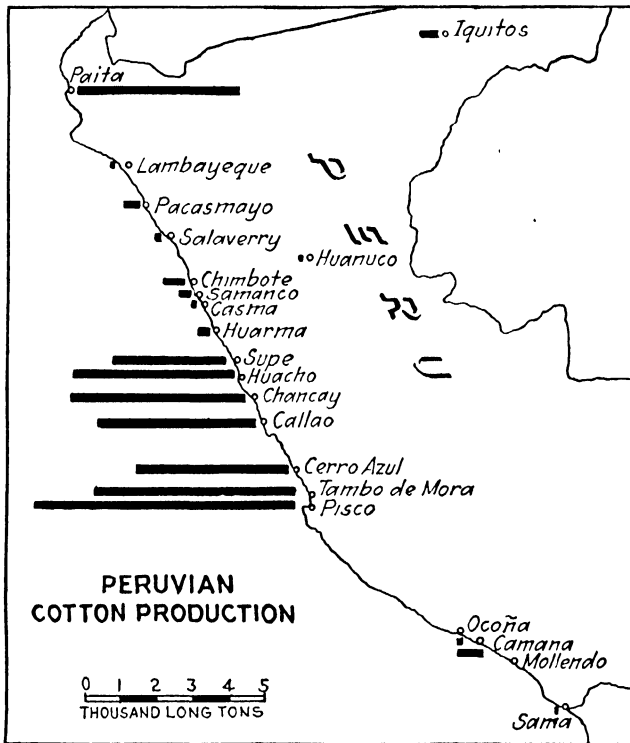 Iquitos
Paita
Lambayeque
Pacasmayo
Salaverry
Huanuco
Chimbote
Samanco
Casma
Huarma
Supe
Huacho
Chancay
Callao
Cerro Azul
Tambo de Mora
Pisco
PERUVIAN
COTTON PRODUCTION
0 1 2 3 4 5
THOUSAND LONG TONS
Ocoña
Camana
Mollendo
Sama
PERU